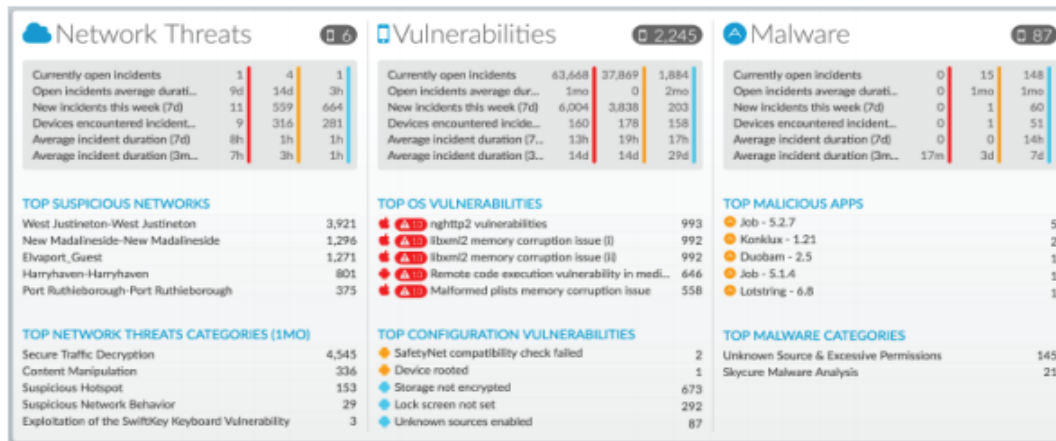 Network Threats 6
Currently open incidents 1 4 1
Open incidents average durati... 9d 14d 3h
New incidents this week (7d) 11 559 664
Devices encountered incident... 9 316 281
Average incident duration (7d) 8h 1h 1h
Average incident duration (3m... 7h 3h 1h
TOP SUSPICIOUS NETWORKS
West Justineton-West Justineton 3,921
New Madalineside-New Madalineside 1,296
Elvaport_Guest 1,271
Harryhaven-Harryhaven 801
Port Ruthieborough-Port Ruthieborough 375
TOP NETWORK THREATS CATEGORIES (1MO)
Secure Traffic Decryption 4,545
Content Manipulation 336
Suspicious Hotspot 153
Suspicious Network Behavior 29
Exploitation of the SwiftKey Keyboard Vulnerability 3
Vulnerabilities 2,245
Currently open incidents 63,668 37,869 1,884
Open incidents average dur... 1mo 0 2mo
New incidents this week (7d) 6,004 3,838 203
Devices encountered incide... 160 178 158
Average incident duration (7... 13h 19h 17h
Average incident duration (3... 14d 14d 29d
TOP OS VULNERABILITIES
10 nghttp2 vulnerabilities 993
10 libxml2 memory corruption issue (i) 992
10 libxml2 memory corruption issue (ii) 992
10 Remote code execution vulnerability in medi... 646
10 Malformed plists memory corruption issue 558
TOP CONFIGURATION VULNERABILITIES
SafetyNet compatibility check failed 2
Device rooted 1
Storage not encrypted 673
Lock screen not set 292
Unknown sources enabled 87
Malware 87
Currently open incidents 0 15 148
Open incidents average durati... 0 1mo 1mo
New incidents this week (7d) 0 1 60
Devices encountered incident... 0 1 51
Average incident duration (7d) 0 0 14h
Average incident duration (3m... 17m 3d 7d
TOP MALICIOUS APPS
Job - 5.2.7 5
Konklux - 1.21 2
Duobam - 2.5 1
Job - 5.1.4 1
Lotstring - 6.8 1
TOP MALWARE CATEGORIES
Unknown Source & Excessive Permissions 145
Skycure Malware Analysis 21